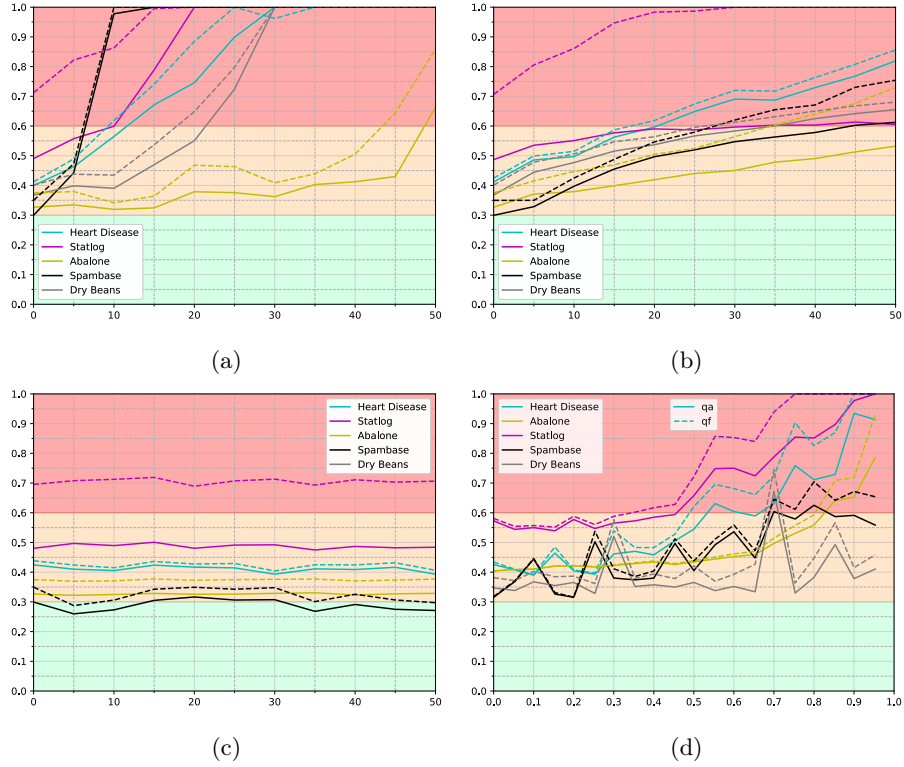 1.0
0.9
0.8
0.7
0.6
0.5
0.4
0.3
0.2
0.1
0.0
Heart Disease
Statlog
Abalone
Spambase
Dry Beans
0 10 20 30 40 50
(a)
1.0
0.9
0.8
0.7
0.6
0.5
0.4
0.3
0.2
0.1
0.0
Heart Disease
Statlog
Abalone
Spambase
Dry Beans
0 10 20 30 40 50
(b)
1.0
0.9
0.8
0.7
0.6
0.5
0.4
0.3
0.2
0.1
0.0
Heart Disease
Statlog
Abalone
Spambase
Dry Beans
0 10 20 30 40 50
(c)
1.0
0.9
0.8
0.7
0.6
0.5
0.4
0.3
0.2
0.1
0.0
Heart Disease
Abalone
Statlog
Spambase
Dry Beans
qa
qf
0.0 0.1 0.2 0.3 0.4 0.5 0.6 0.7 0.8 0.9 1.0
(d)